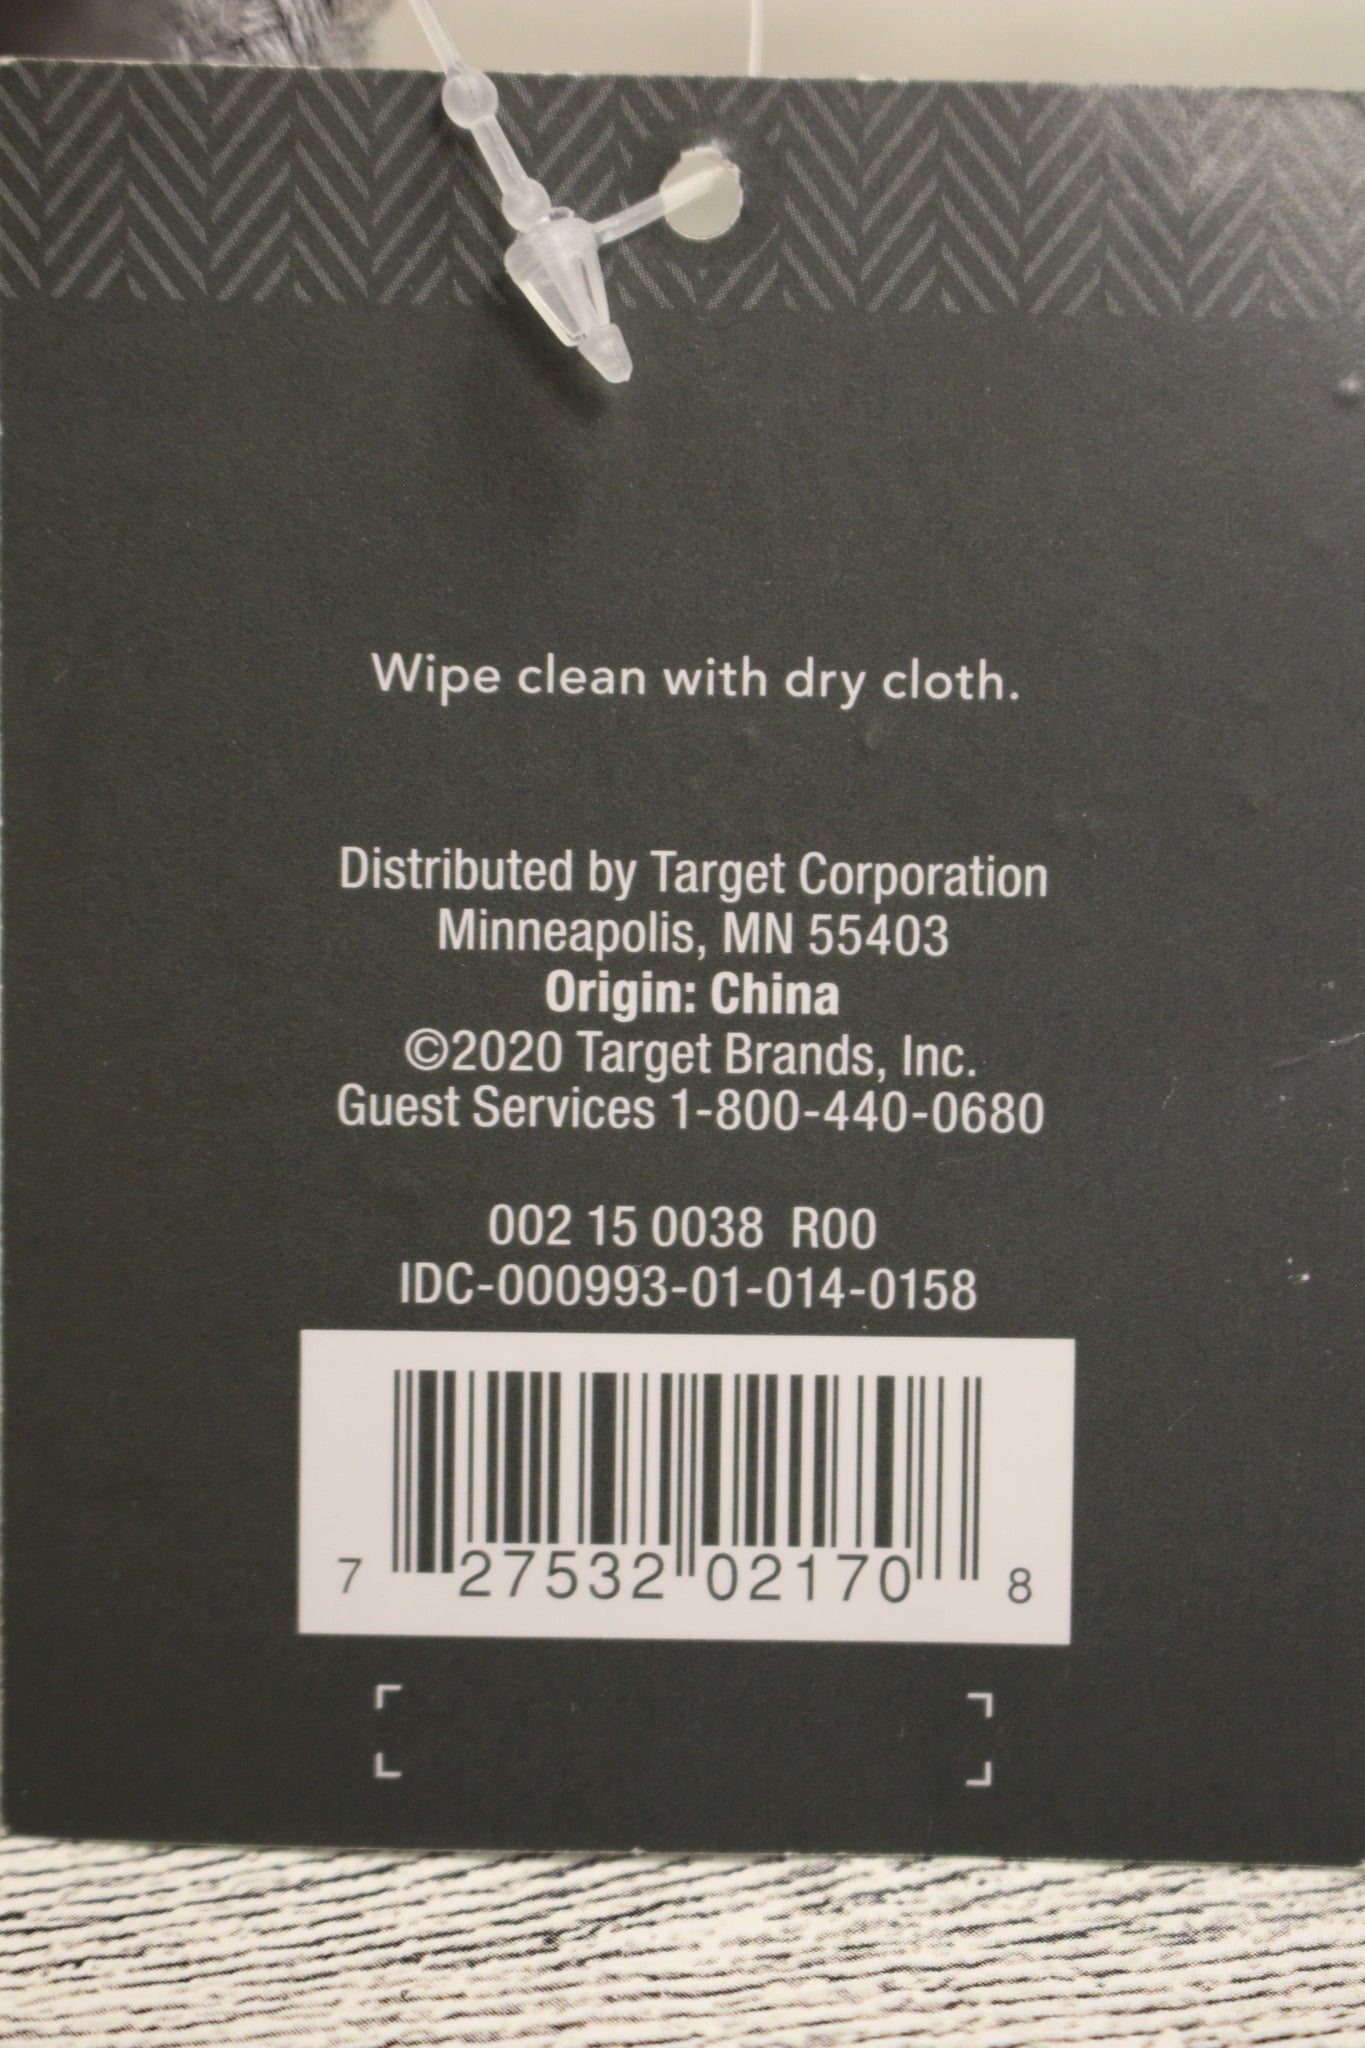 Wipe clean with dry cloth.
Distributed by Target Corporation
Minneapolis, MN 55403
Origin: China
©2020 Target Brands, Inc.
Guest Services 1-800-440-0680
002 15 0038 R00
IDC-000993-01-014-0158
7 27532 02170 8